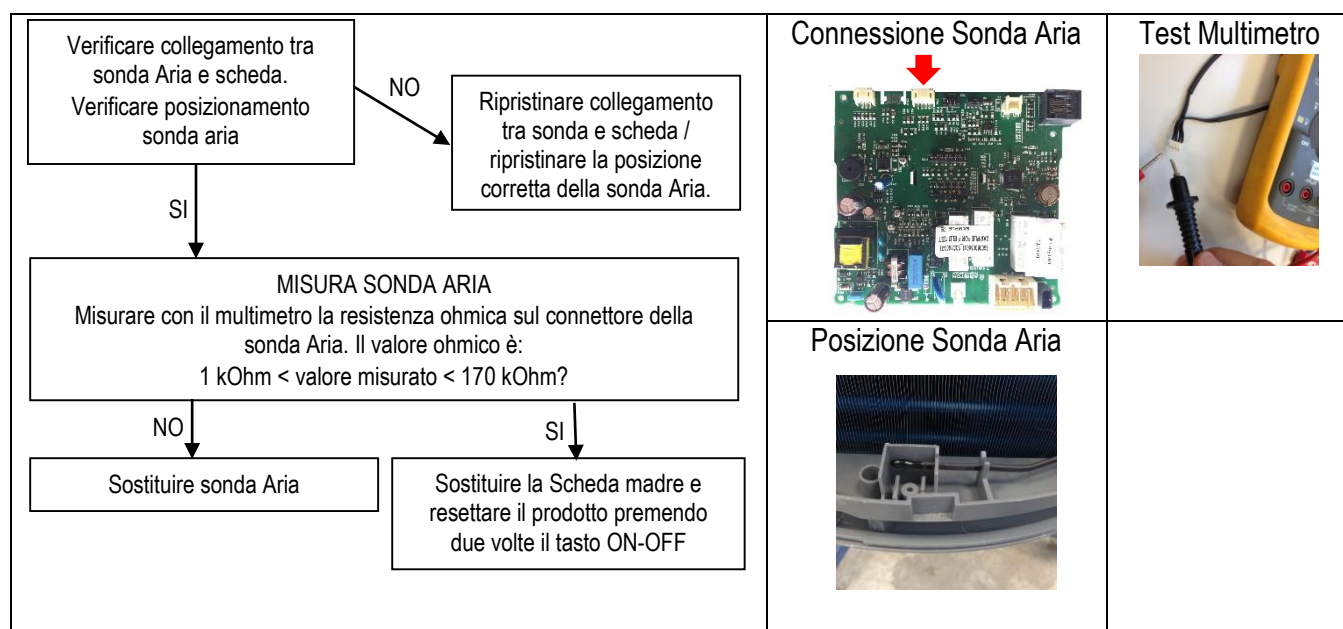 Verificare collegamento tra
sonda Aria e scheda.
Verificare posizionamento
sonda aria
NO
Ripristinare collegamento
tra sonda e scheda /
ripristinare la posizione
corretta della sonda Aria.
SI
MISURA SONDA ARIA
Misurare con il multimetro la resistenza ohmica sul connettore della
sonda Aria. Il valore ohmico è:
1 kOhm < valore misurato < 170 kOhm?
NO
SI
Sostituire sonda Aria
Sostituire la Scheda madre e
resettare il prodotto premendo
due volte il tasto ON-OFF
Connessione Sonda Aria
Test Multimetro
Posizione Sonda Aria